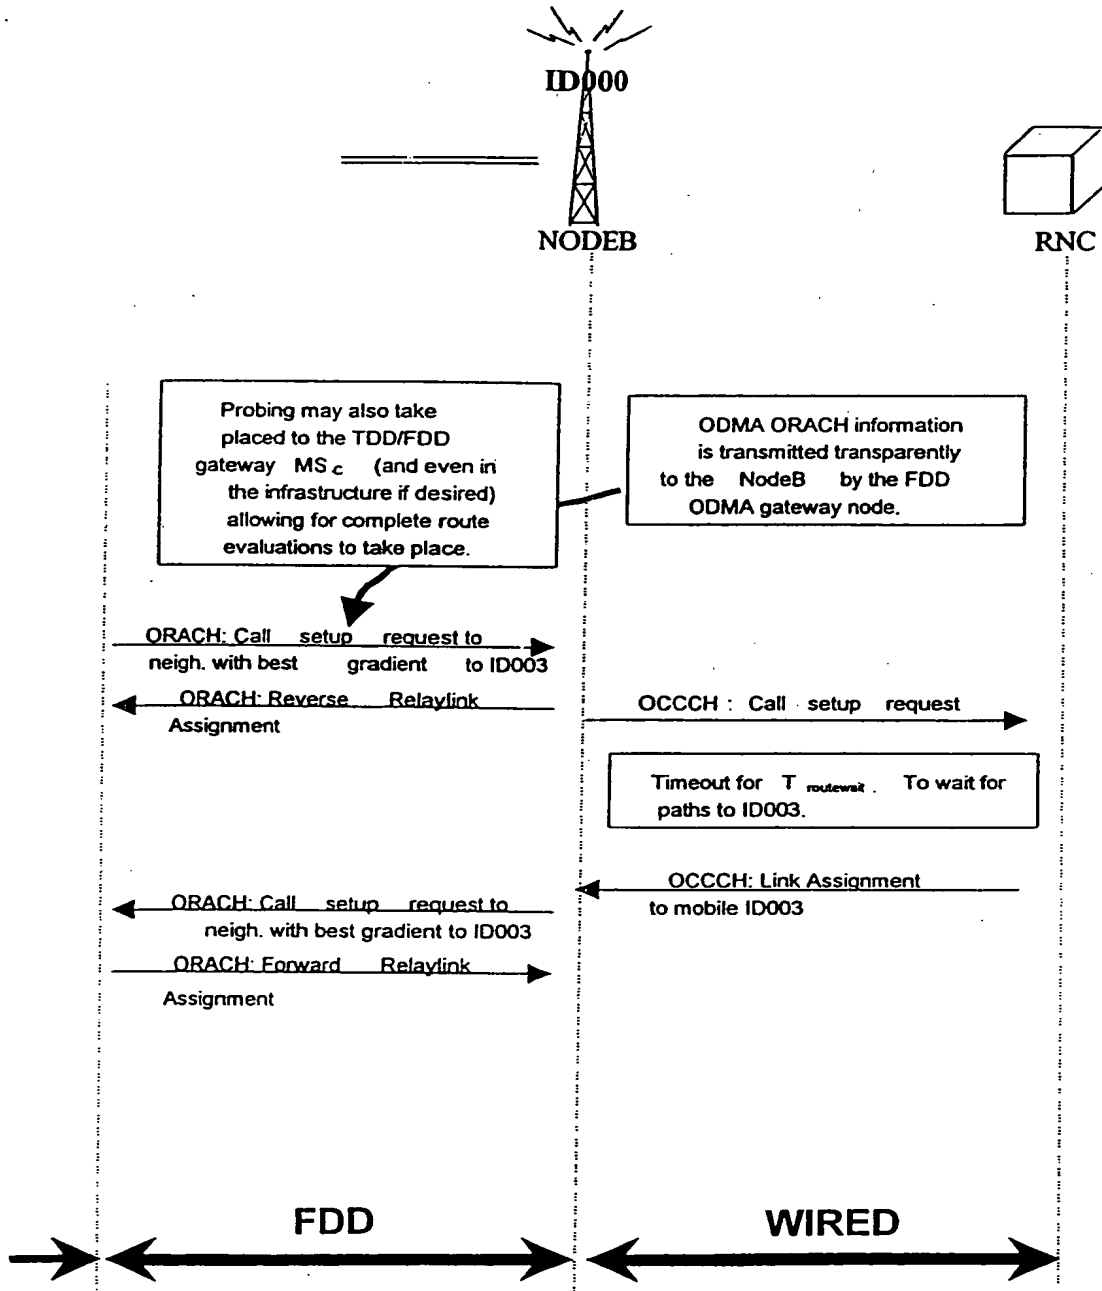 ID000
NODEB
RNC
Probing may also take
placed to the TDD/FDD
gateway MS c (and even in
the infrastructure if desired)
allowing for complete route
evaluations to take place.
ODMA ORACH information
is transmitted transparently
to the NodeB by the FDD
ODMA gateway node.
ORACH: Call setup request to
neigh. with best gradient to ID003
ORACH: Reverse Relaylink
Assignment
OCCCH : Call setup request
Timeout for T routewait . To wait for
paths to ID003.
OCCCH: Link Assignment
to mobile ID003
ORACH: Call setup request to
neigh. with best gradient to ID003
ORACH: Forward Relaylink
Assignment
FDD
WIRED